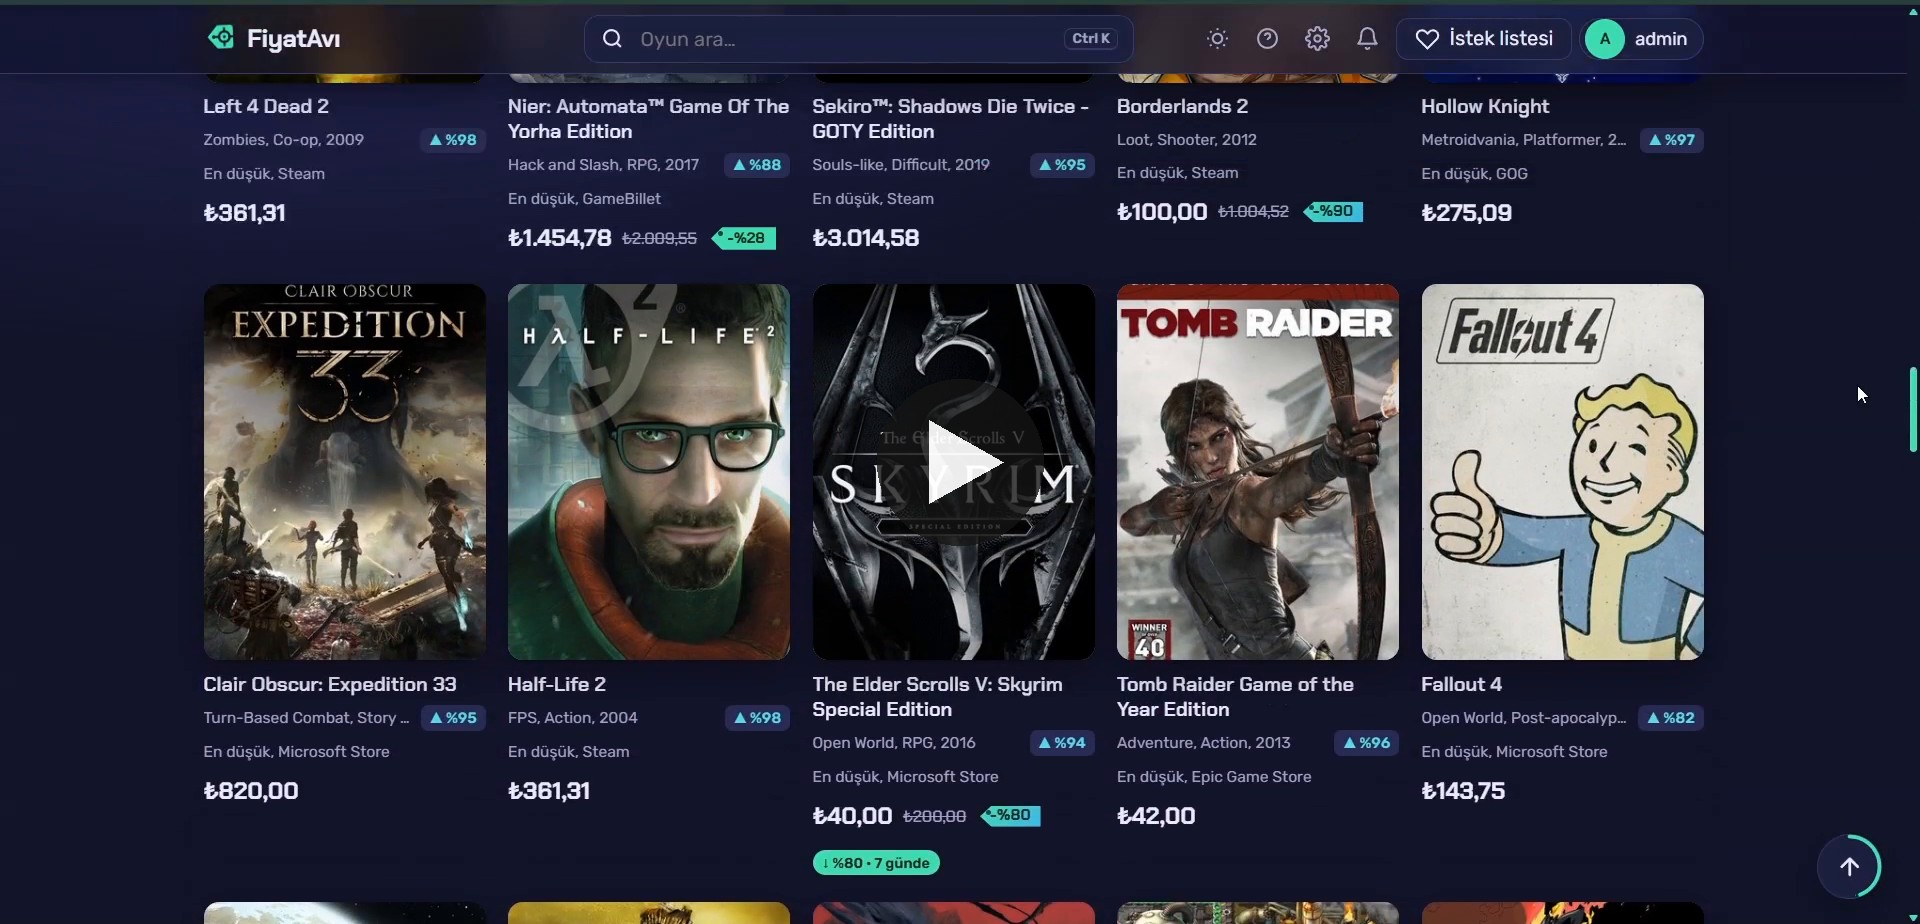 FiyatAvı
Oyun ara...
Ctrl K
İstek listesi
A
admin
Left 4 Dead 2
Zombies, Co-op, 2009
▲ %98
En düşük, Steam
₺361,31
Nier: Automata™ Game Of The
Yorha Edition
Hack and Slash, RPG, 2017
▲ %88
En düşük, GameBillet
₺1.454,78 ₺2.009,55 -%28
Sekiro™: Shadows Die Twice -
GOTY Edition
Souls-like, Difficult, 2019
▲ %95
En düşük, Steam
₺3.014,58
Borderlands 2
Loot, Shooter, 2012
En düşük, Steam
₺100,00 ₺1.004,52 -%90
Hollow Knight
Metroidvania, Platformer, 2...
▲ %97
En düşük, GOG
₺275,09
CLAIR OBSCUR
EXPEDITION
33
Clair Obscur: Expedition 33
Turn-Based Combat, Story ...
▲ %95
En düşük, Microsoft Store
₺820,00
2
HλLF-LIFE 2
Half-Life 2
FPS, Action, 2004
▲ %98
En düşük, Steam
₺361,31
The Elder Scrolls V
SKYRIM
SPECIAL EDITION
The Elder Scrolls V: Skyrim
Special Edition
Open World, RPG, 2016
▲ %94
En düşük, Microsoft Store
₺40,00 ₺200,00 -%80
↓ %80 • 7 günde
TOMB RAIDER
WINNER
40
Tomb Raider Game of the
Year Edition
Adventure, Action, 2013
▲ %96
En düşük, Epic Game Store
₺42,00
Fallout 4
Fallout 4
Open World, Post-apocalyp...
▲ %82
En düşük, Microsoft Store
₺143,75